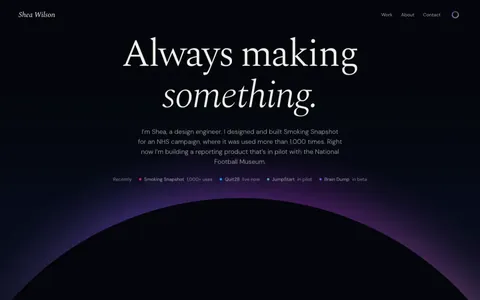 Shea Wilson
Work About Contact
Always making
something.
I'm Shea, a design engineer. I designed and built Smoking Snapshot
for an NHS campaign, where it was used more than 1,000 times. Right
now I'm building a reporting product that's in pilot with the National
Football Museum.
Recently Smoking Snapshot 1,000+ uses Quit28 live now JumpStart in pilot Brain Dump in beta